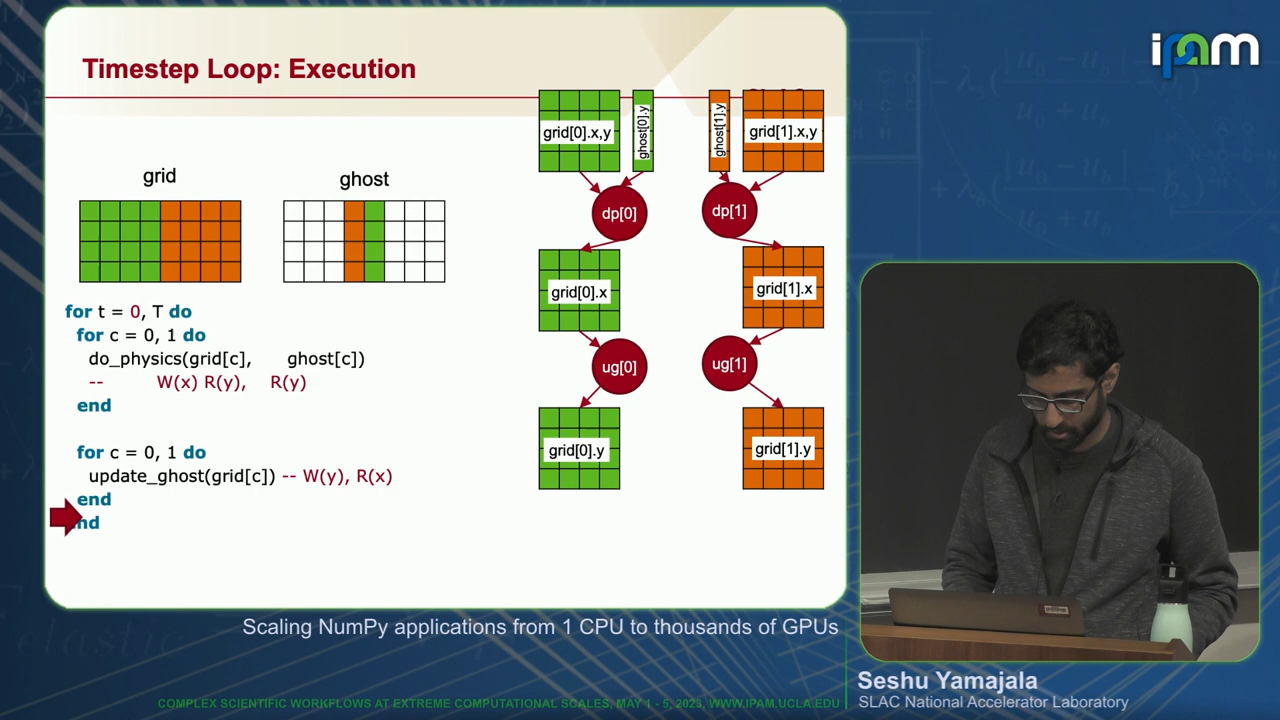 Timestep Loop: Execution
ipam
grid[0].x,y
ghost[0].y
ghost[1].y
grid[1].x,y
grid
ghost
dp[0]
dp[1]
grid[0].x
grid[1].x
for t = 0, T do
for c = 0, 1 do
do_physics(grid[c], ghost[c])
-- W(x) R(y), R(y)
end
ug[0]
ug[1]
for c = 0, 1 do
update_ghost(grid[c]) -- W(y), R(x)
end
nd
grid[0].y
grid[1].y
Scaling NumPy applications from 1 CPU to thousands of GPUs
Seshu Yamajala
SLAC National Accelerator Laboratory
COMPLEX SCIENTIFIC WORKFLOWS AT EXTREME COMPUTATIONAL SCALES, MAY 1 - 5, 2023, WWW.IPAM.UCLA.EDU